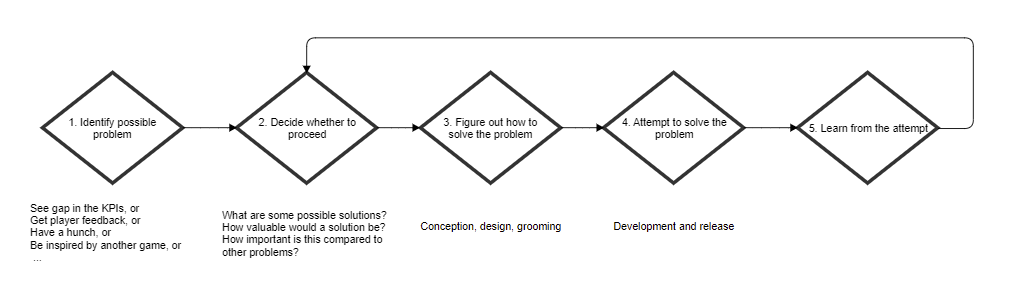 1. Identify possible
problem
2. Decide whether to
proceed
3. Figure out how to
solve the problem
4. Attempt to solve the
problem
5. Learn from the attempt
See gap in the KPIs, or
Get player feedback, or
Have a hunch, or
Be inspired by another game, or
...
What are some possible solutions?
How valuable would a solution be?
How important is this compared to
other problems?
Conception, design, grooming
Development and release